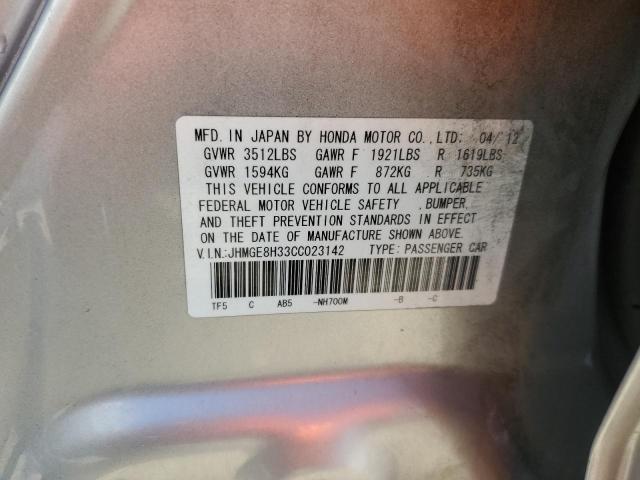 MFD. IN JAPAN BY HONDA MOTOR CO., LTD. 04/12
GVWR 3512LBS GAWR F 1921LBS R 1619LBS
GVWR 1594KG GAWR F 872KG R 735KG
THIS VEHICLE CONFORMS TO ALL APPLICABLE
FEDERAL MOTOR VEHICLE SAFETY , BUMPER,
AND THEFT PREVENTION STANDARDS IN EFFECT
ON THE DATE OF MANUFACTURE SHOWN ABOVE.
V.I.N.:JHMGE8H33CC023142 TYPE: PASSENGER CAR
TF5 C AB5 -NH700M -B -C